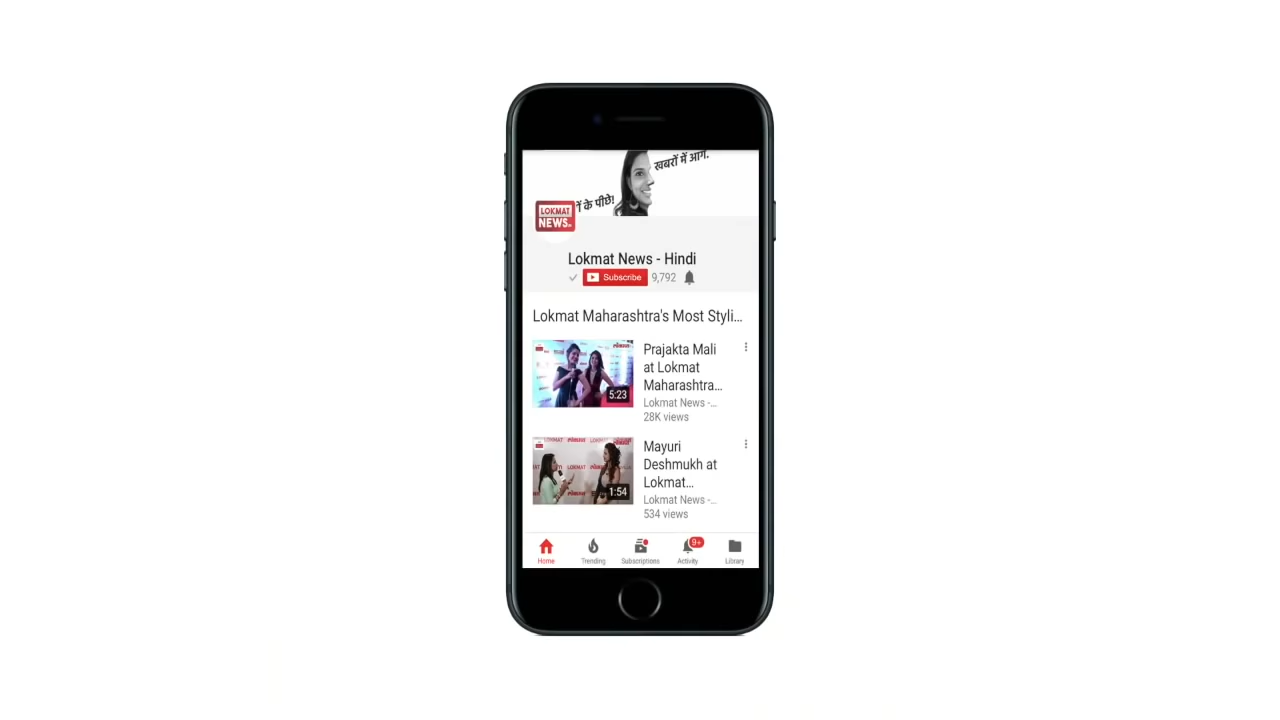 खबरों में आगे.
के पीछे!
LOKMAT
NEWS
Lokmat News - Hindi
Subscribe 9,792
Lokmat Maharashtra's Most Styli...
Prajakta Mali
at Lokmat
Maharashtra...
Lokmat News -...
28K views
5:23
Mayuri
Deshmukh at
Lokmat...
Lokmat News -...
534 views
LOKMAT
1:54
9+
Home Trending Subscriptions Activity Library